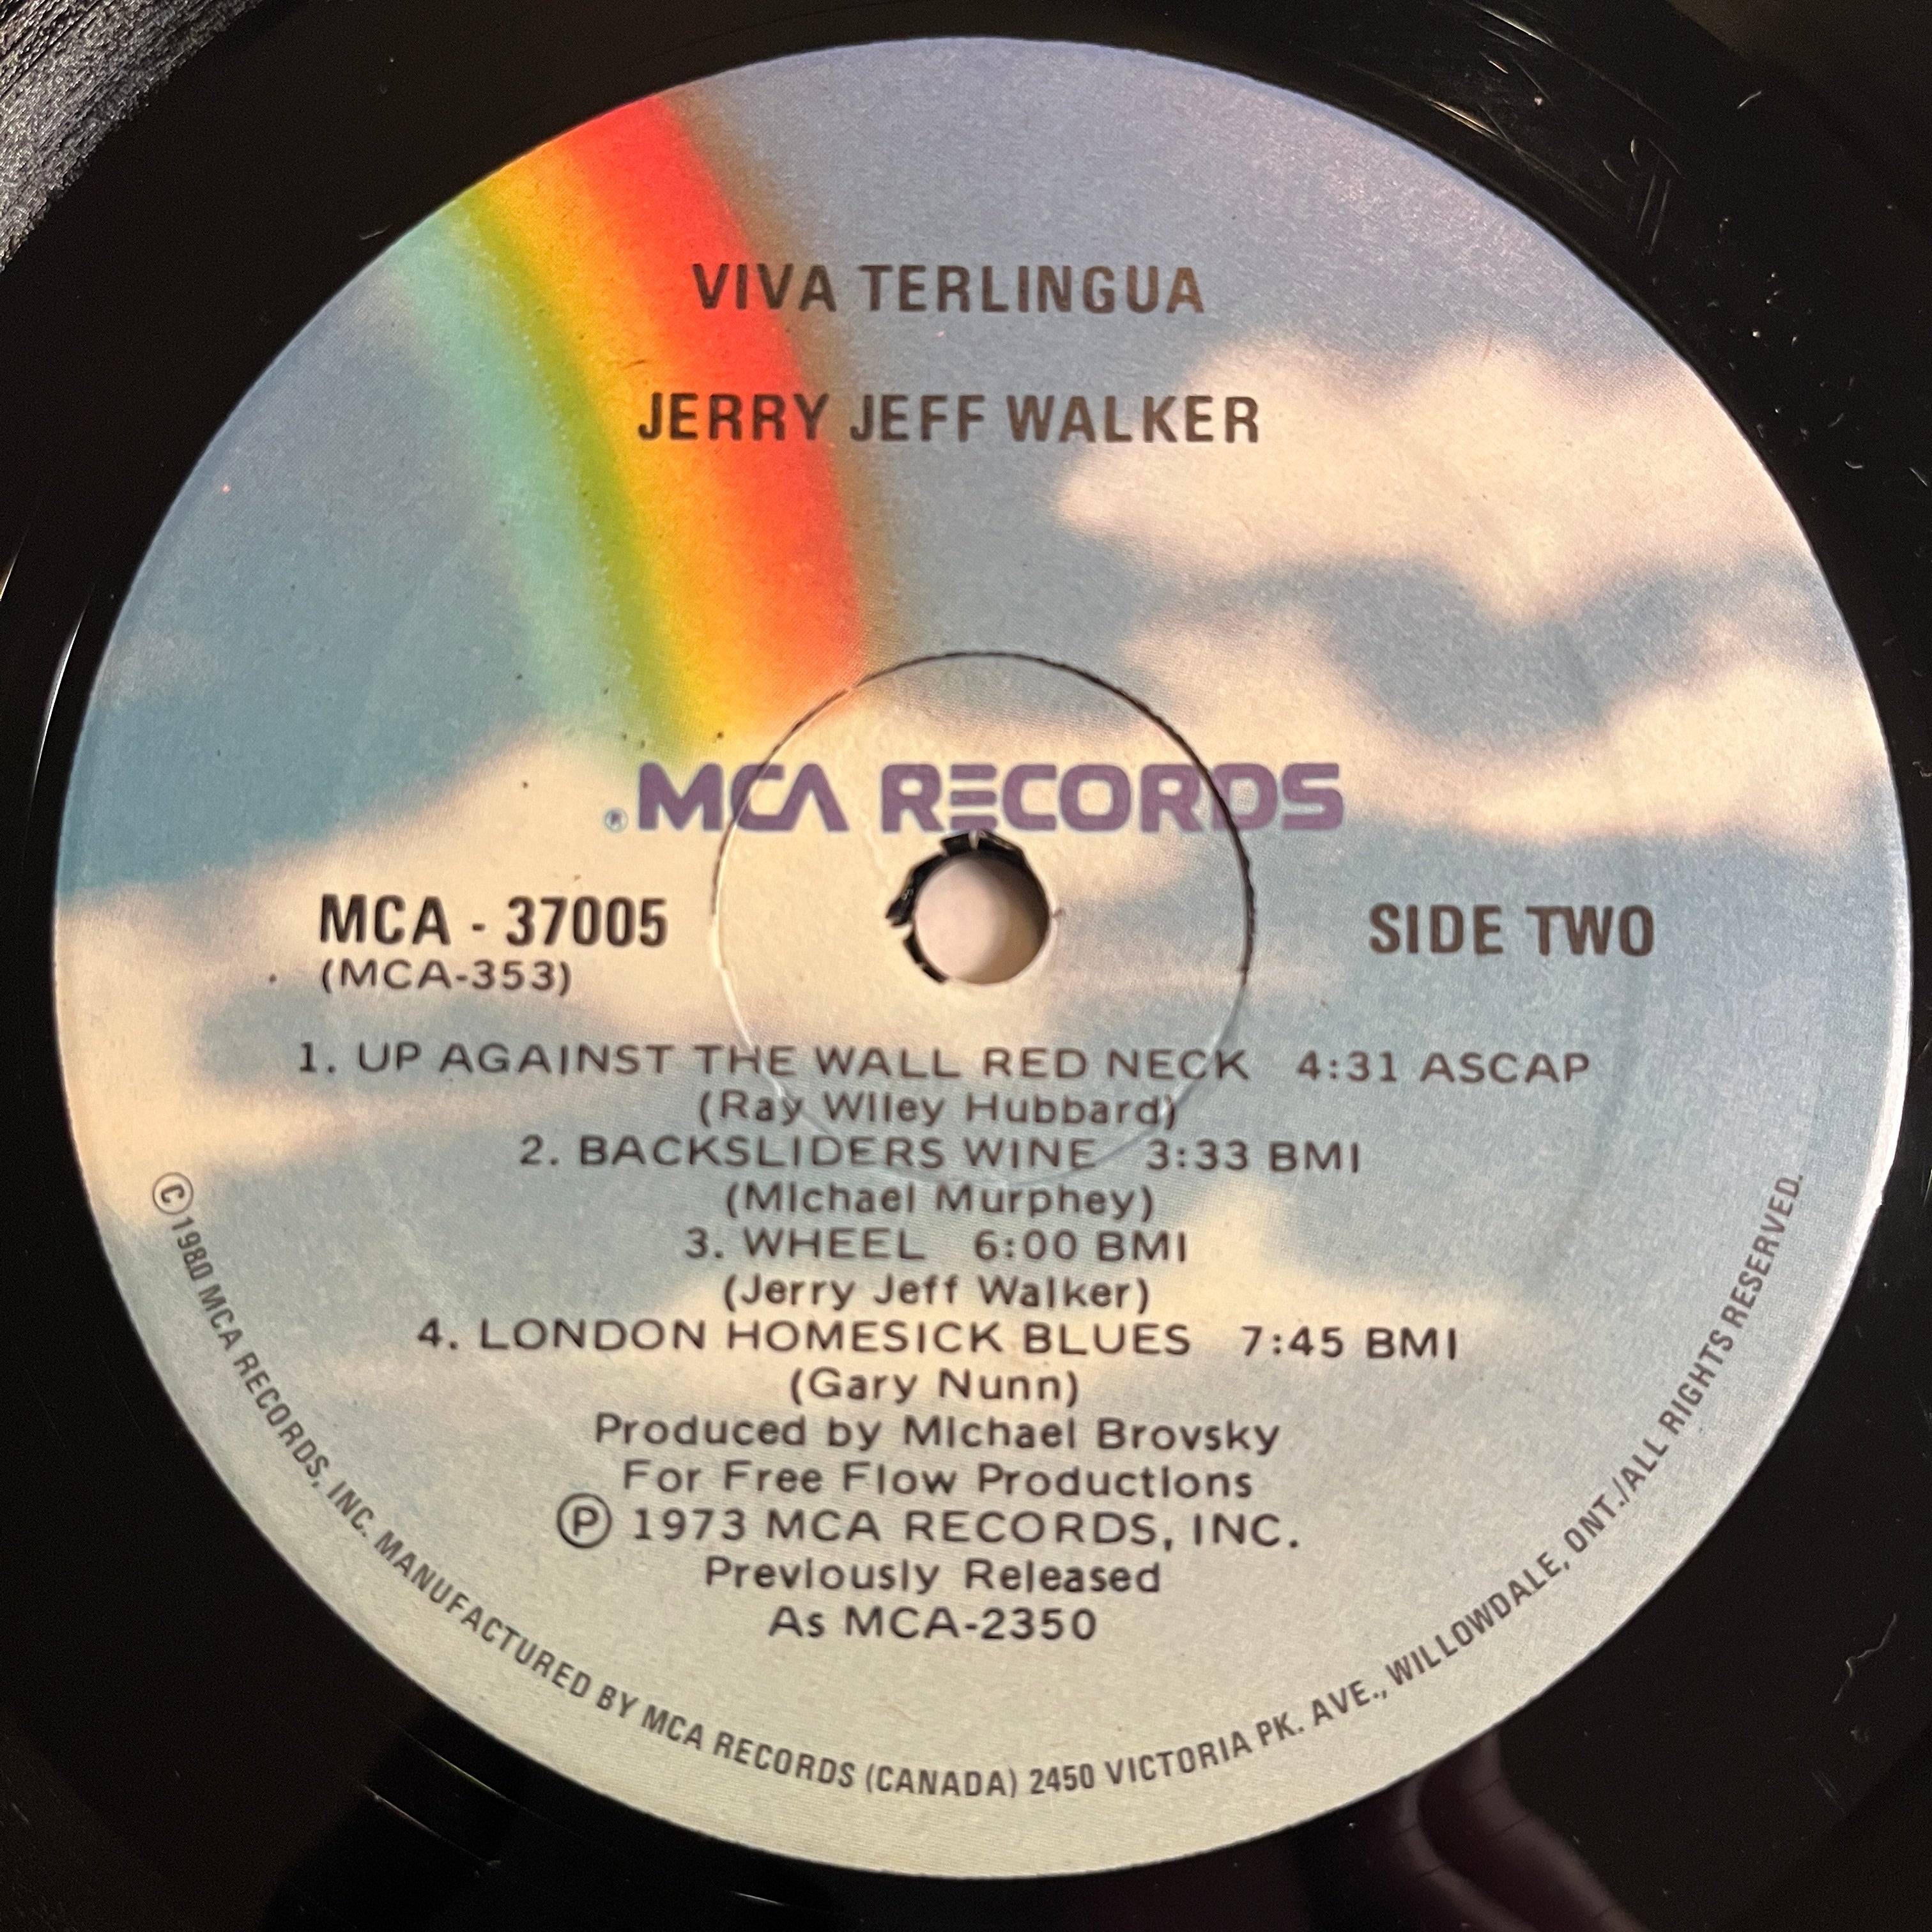 VIVA TERLINGUA
JERRY JEFF WALKER
® MCA RECORDS
MCA - 37005
(MCA-353)
SIDE TWO
1. UP AGAINST THE WALL RED NECK 4:31 ASCAP
(Ray Wlley Hubbard)
2. BACKSLIDERS WINE 3:33 BMI
(Michael Murphey)
3. WHEEL 6:00 BMI
(Jerry Jeff Walker)
4. LONDON HOMESICK BLUES 7:45 BMI
(Gary Nunn)
Produced by Michael Brovsky
For Free Flow Productions
Ⓟ 1973 MCA RECORDS, INC.
Previously Released
As MCA-2350
©1980 MCA RECORDS, INC. MANUFACTURED BY MCA RECORDS (CANADA) 2450 VICTORIA PK. AVE., WILLOWDALE, ONT./ALL RIGHTS RESERVED.